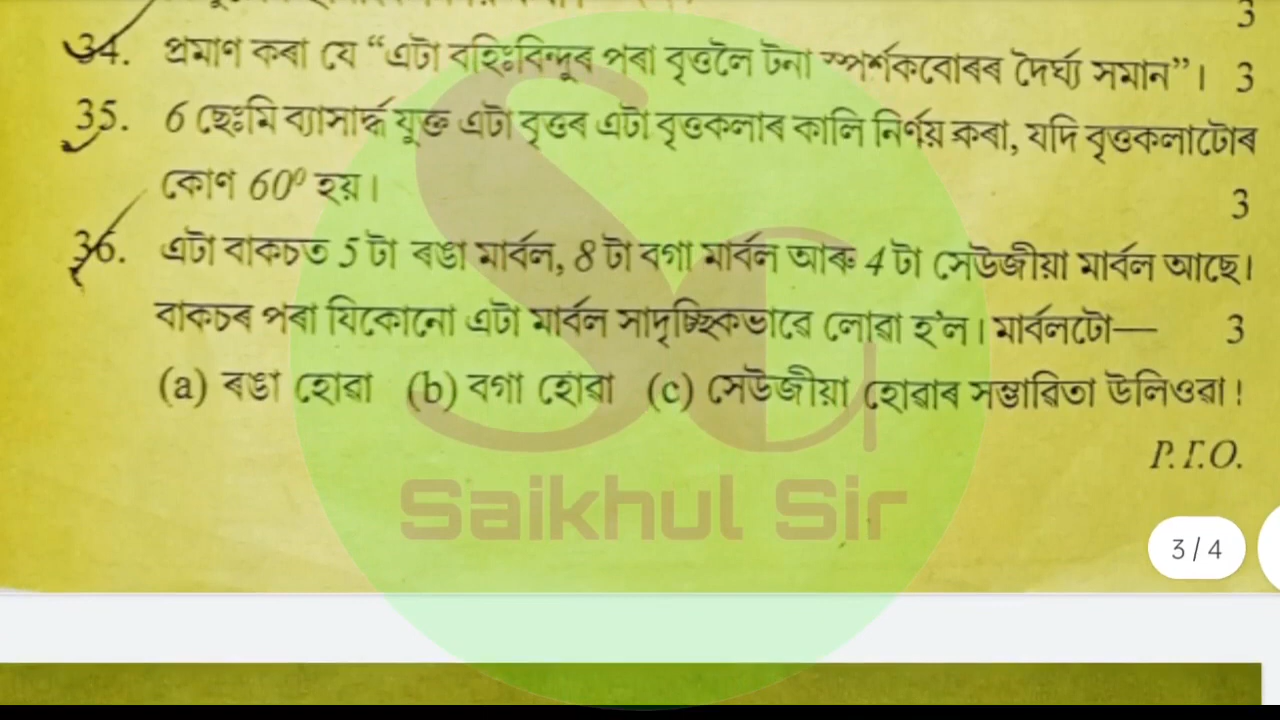 3
34. প্ৰমাণ কৰা যে “এটা বহিঃবিন্দুৰ পৰা বৃত্তলৈ টনা স্পৰ্শকবোৰৰ দৈৰ্ঘ্য সমান”। 3
35. 6 ছেঃমি ব্যাসাৰ্দ্ধ যুক্ত এটা বৃত্তৰ এটা বৃত্তকলাৰ কালি নিৰ্ণয় কৰা, যদি বৃত্তকলাটোৰ
কোণ 60⁰ হয়। 3
36. এটা বাকচত 5 টা ৰঙা মাৰ্বল, 8 টা বগা মাৰ্বল আৰু 4 টা সেউজীয়া মাৰ্বল আছে।
বাকচৰ পৰা যিকোনো এটা মাৰ্বল সাদৃচ্ছিকভাৱে লোৱা হ'ল। মাৰ্বলটো— 3
(a) ৰঙা হোৱা (b) বগা হোৱা (c) সেউজীয়া হোৱাৰ সম্ভাৱিতা উলিওৱা!
P.T.O.
Saikhul Sir
3 / 4